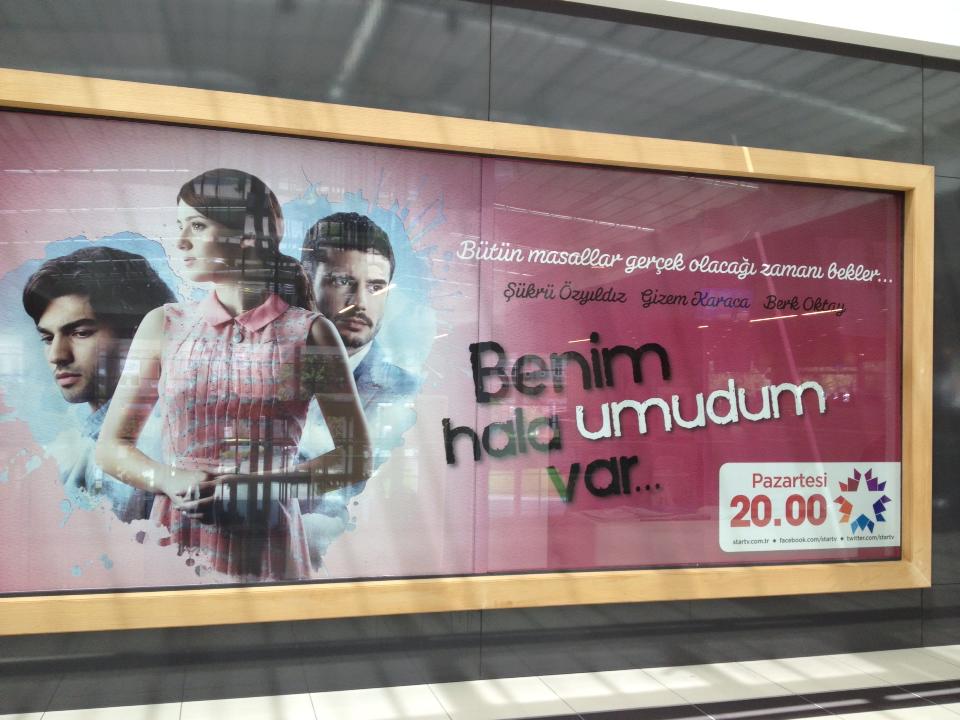 Bütün masallar gerçek olacağı zamanı bekler...
Şükrü Özyıldız Gizem Karaca Berk Oktay
Benim
hala umudum
var...
Pazartesi
20.00
startv.com.tr facebook.com/startv twitter.com/startv